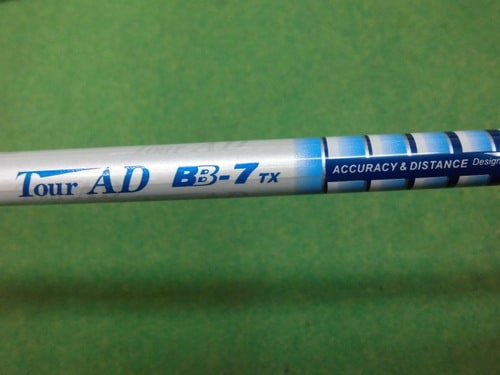 Tour AD BB-7 TX
ACCURACY & DISTANCE Design